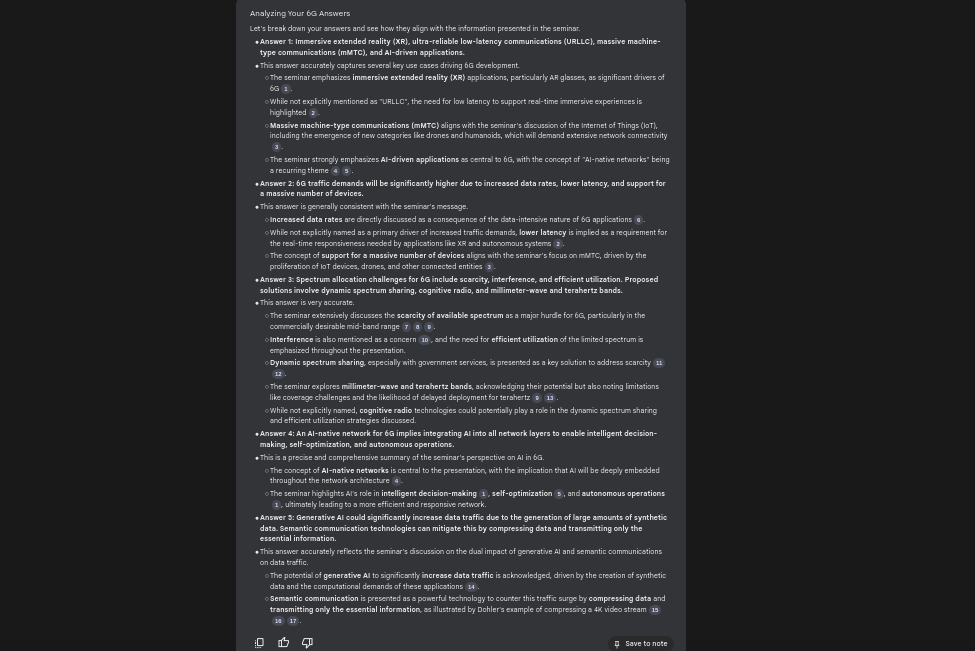 Analyzing Your 6G Answers
Let's break down your answers and see how they align with the information presented in the seminar.
• Answer 1: Immersive extended reality (XR), ultra-reliable low-latency communications (URLLC), massive machine-
type communications (mMTC), and AI-driven applications.
• This answer accurately captures several key use cases driving 6G development.
○ The seminar emphasizes immersive extended reality (XR) applications, particularly AR glasses, as significant drivers of
6G 1 .
○ While not explicitly mentioned as "URLLC", the need for low latency to support real-time immersive experiences is
highlighted 2 .
○ Massive machine-type communications (mMTC) aligns with the seminar's discussion of the Internet of Things (IoT),
including the emergence of new categories like drones and humanoids, which will demand extensive network connectivity
3 .
○ The seminar strongly emphasizes AI-driven applications as central to 6G, with the concept of "AI-native networks" being
a recurring theme 4 5 .
• Answer 2: 6G traffic demands will be significantly higher due to increased data rates, lower latency, and support for
a massive number of devices.
• This answer is generally consistent with the seminar's message.
○ Increased data rates are directly discussed as a consequence of the data-intensive nature of 6G applications 6 .
○ While not explicitly named as a primary driver of increased traffic demands, lower latency is implied as a requirement for
the real-time responsiveness needed by applications like XR and autonomous systems 2 .
○ The concept of support for a massive number of devices aligns with the seminar's focus on mMTC, driven by the
proliferation of IoT devices, drones, and other connected entities 3 .
• Answer 3: Spectrum allocation challenges for 6G include scarcity, interference, and efficient utilization. Proposed
solutions involve dynamic spectrum sharing, cognitive radio, and millimeter-wave and terahertz bands.
• This answer is very accurate.
○ The seminar extensively discusses the scarcity of available spectrum as a major hurdle for 6G, particularly in the
commercially desirable mid-band range 7 8 9 .
○ Interference is also mentioned as a concern 10 , and the need for efficient utilization of the limited spectrum is
emphasized throughout the presentation.
○ Dynamic spectrum sharing, especially with government services, is presented as a key solution to address scarcity 11
12 .
○ The seminar explores millimeter-wave and terahertz bands, acknowledging their potential but also noting limitations
like coverage challenges and the likelihood of delayed deployment for terahertz 9 13 .
○ While not explicitly named, cognitive radio technologies could potentially play a role in the dynamic spectrum sharing
and efficient utilization strategies discussed.
• Answer 4: An AI-native network for 6G implies integrating AI into all network layers to enable intelligent decision-
making, self-optimization, and autonomous operations.
• This is a precise and comprehensive summary of the seminar's perspective on AI in 6G.
○ The concept of AI-native networks is central to the presentation, with the implication that AI will be deeply embedded
throughout the network architecture 4 .
○ The seminar highlights AI's role in intelligent decision-making 1 , self-optimization 5 , and autonomous operations
1 , ultimately leading to a more efficient and responsive network.
• Answer 5: Generative AI could significantly increase data traffic due to the generation of large amounts of synthetic
data. Semantic communication technologies can mitigate this by compressing data and transmitting only the
essential information.
• This answer accurately reflects the seminar's discussion on the dual impact of generative AI and semantic communications
on data traffic.
○ The potential of generative AI to significantly increase data traffic is acknowledged, driven by the creation of synthetic
data and the computational demands of these applications 14 .
○ Semantic communication is presented as a powerful technology to counter this traffic surge by compressing data and
transmitting only the essential information, as illustrated by Dohler's example of compressing a 4K video stream 15
16 17 .
Save to note